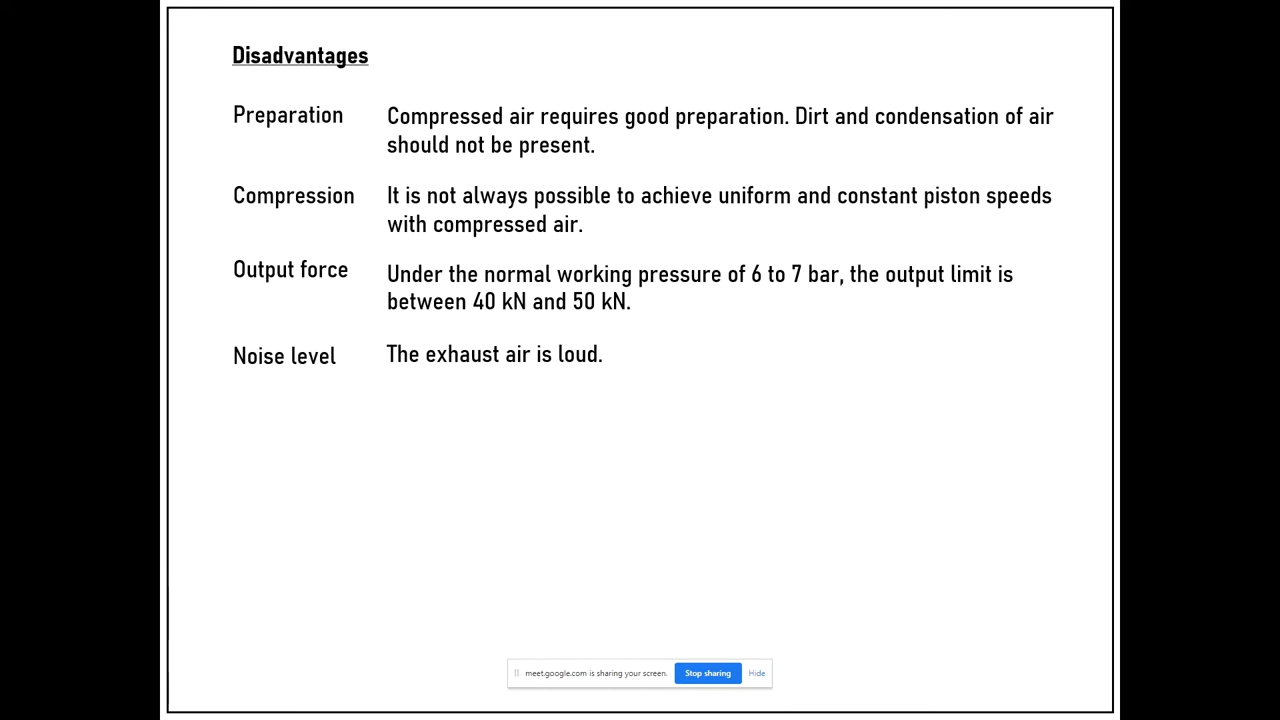 Disadvantages
Preparation
Compressed air requires good preparation. Dirt and condensation of air
should not be present.
Compression
It is not always possible to achieve uniform and constant piston speeds
with compressed air.
Output force
Under the normal working pressure of 6 to 7 bar, the output limit is
between 40 kN and 50 kN.
Noise level
The exhaust air is loud.
meet.google.com is sharing your screen.
Stop sharing
Hide